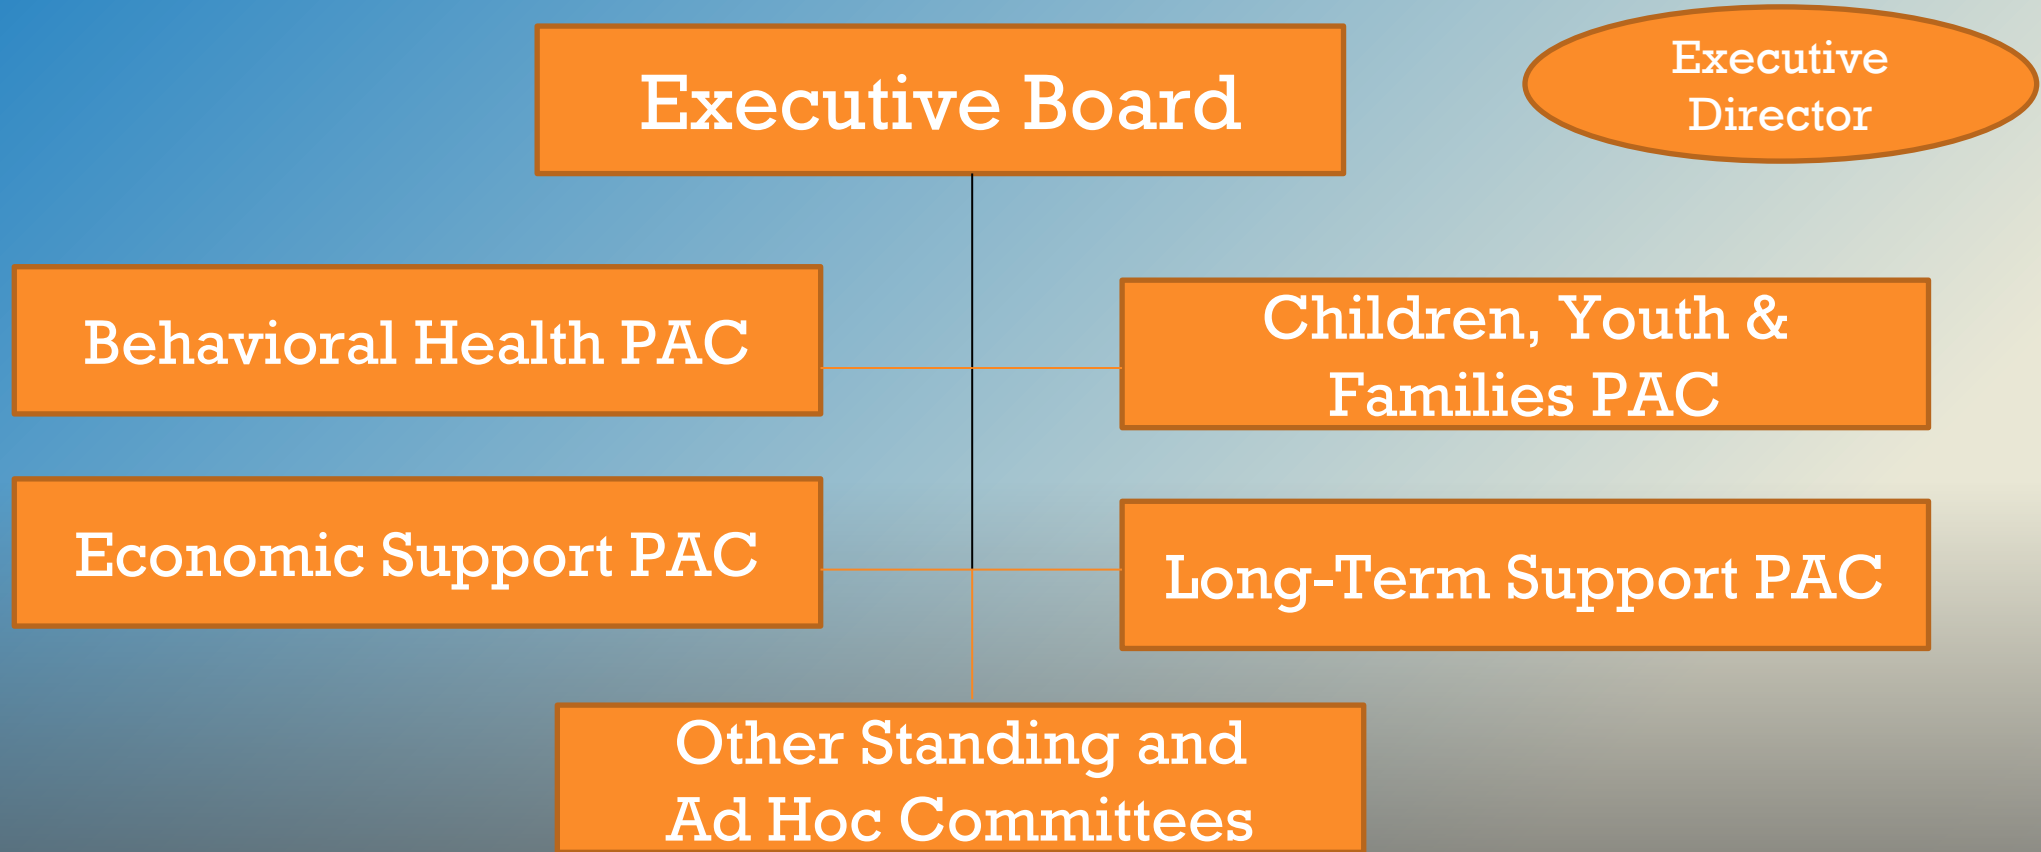 Executive Board
Executive
Director
Behavioral Health PAC
Children, Youth &
Families PAC
Economic Support PAC
Long-Term Support PAC
Other Standing and
Ad Hoc Committees